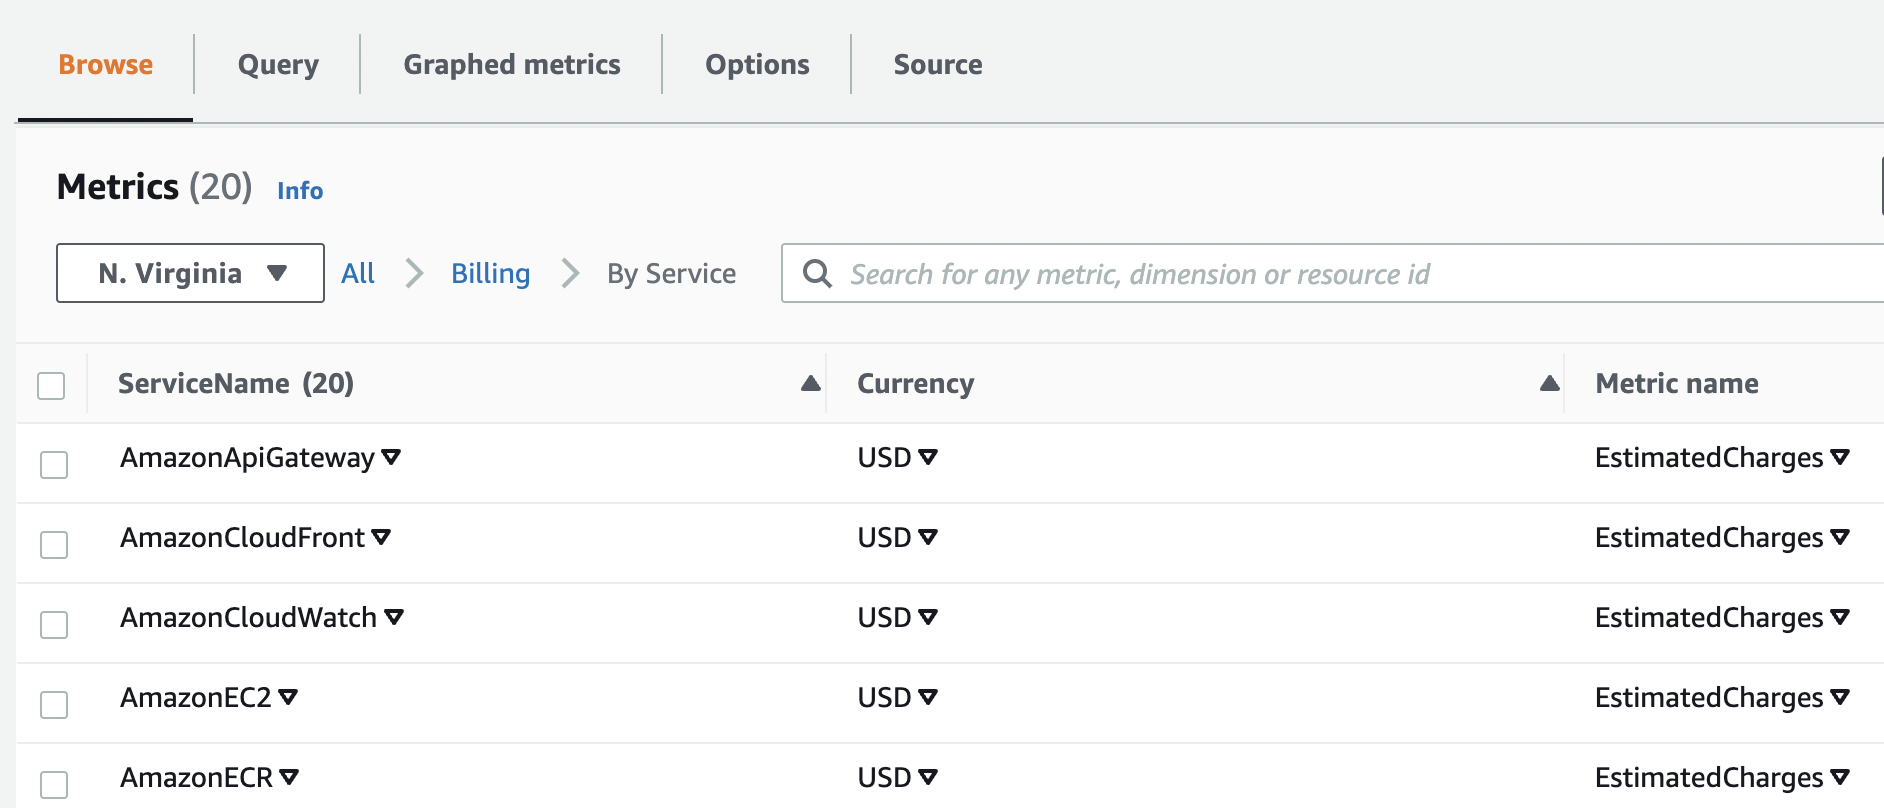 Browse Query Graphed metrics Options Source
Metrics (20) Info
N. Virginia All Billing By Service Search for any metric, dimension or resource id
ServiceName (20) Currency Metric name
AmazonApiGateway USD EstimatedCharges
AmazonCloudFront USD EstimatedCharges
AmazonCloudWatch USD EstimatedCharges
AmazonEC2 USD EstimatedCharges
AmazonECR USD EstimatedCharges